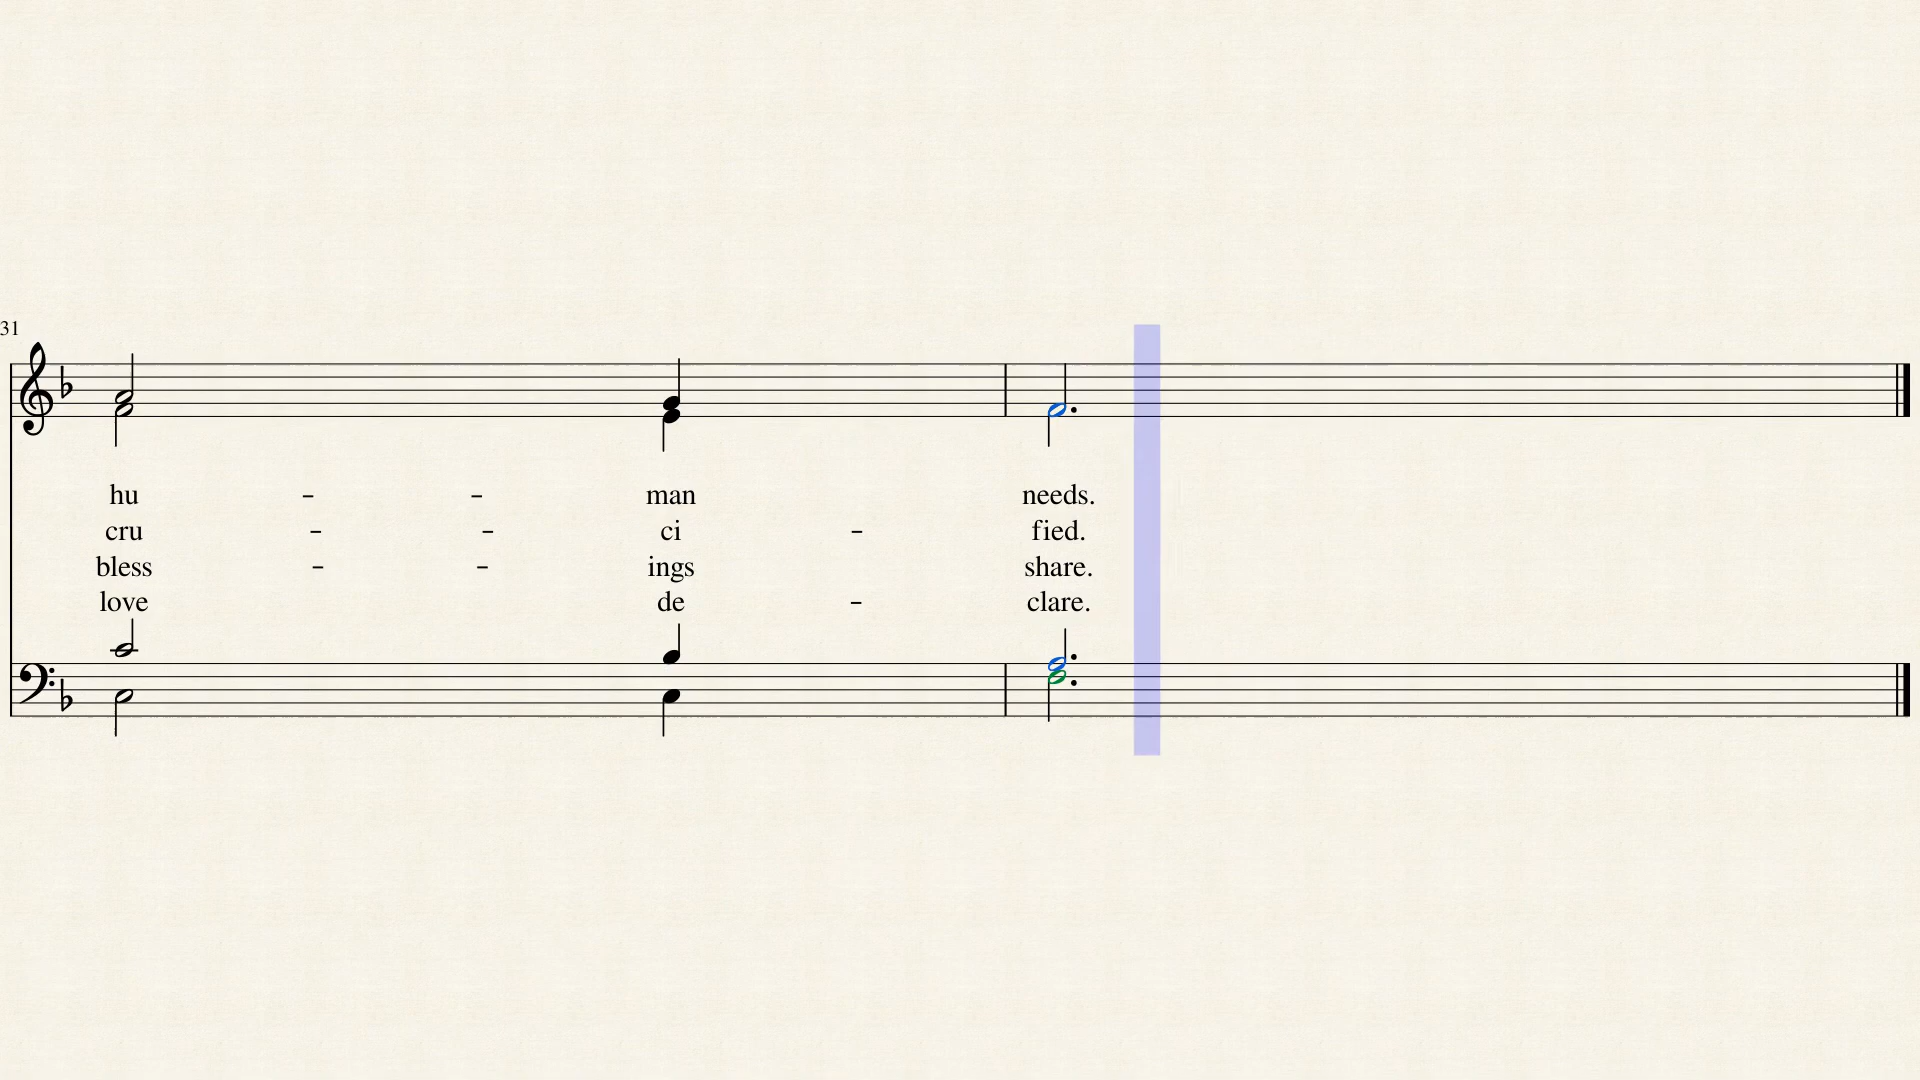 31
hu - - man needs.
cru - - ci - fied.
bless - - ings share.
love de - clare.